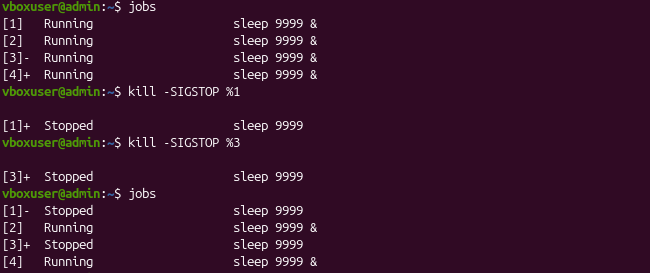 vboxuser@admin:~$ jobs
[1]   Running                 sleep 9999 &
[2]   Running                 sleep 9999 &
[3]-  Running                 sleep 9999 &
[4]+  Running                 sleep 9999 &
vboxuser@admin:~$ kill -SIGSTOP %1
[1]+  Stopped                 sleep 9999
vboxuser@admin:~$ kill -SIGSTOP %3
[3]+  Stopped                 sleep 9999
vboxuser@admin:~$ jobs
[1]-  Stopped                 sleep 9999
[2]   Running                 sleep 9999 &
[3]+  Stopped                 sleep 9999
[4]   Running                 sleep 9999 &